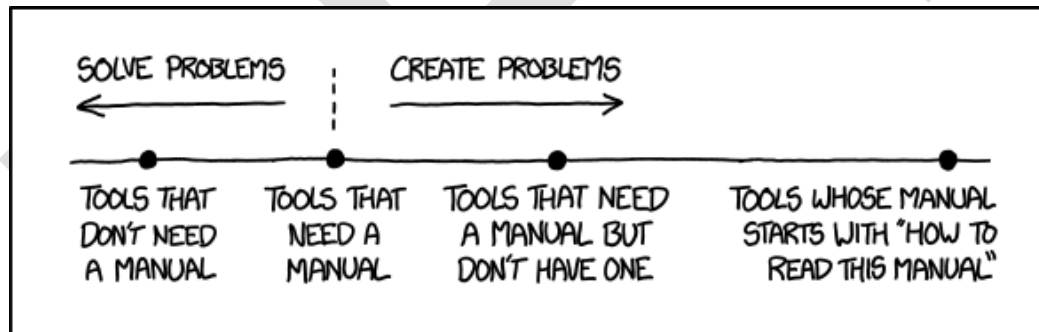 SOLVE PROBLEMS
CREATE PROBLEMS
TOOLS THAT
DON'T NEED
A MANUAL
TOOLS THAT
NEED A
MANUAL
TOOLS THAT NEED
A MANUAL BUT
DON'T HAVE ONE
TOOLS WHOSE MANUAL
STARTS WITH "HOW TO
READ THIS MANUAL"